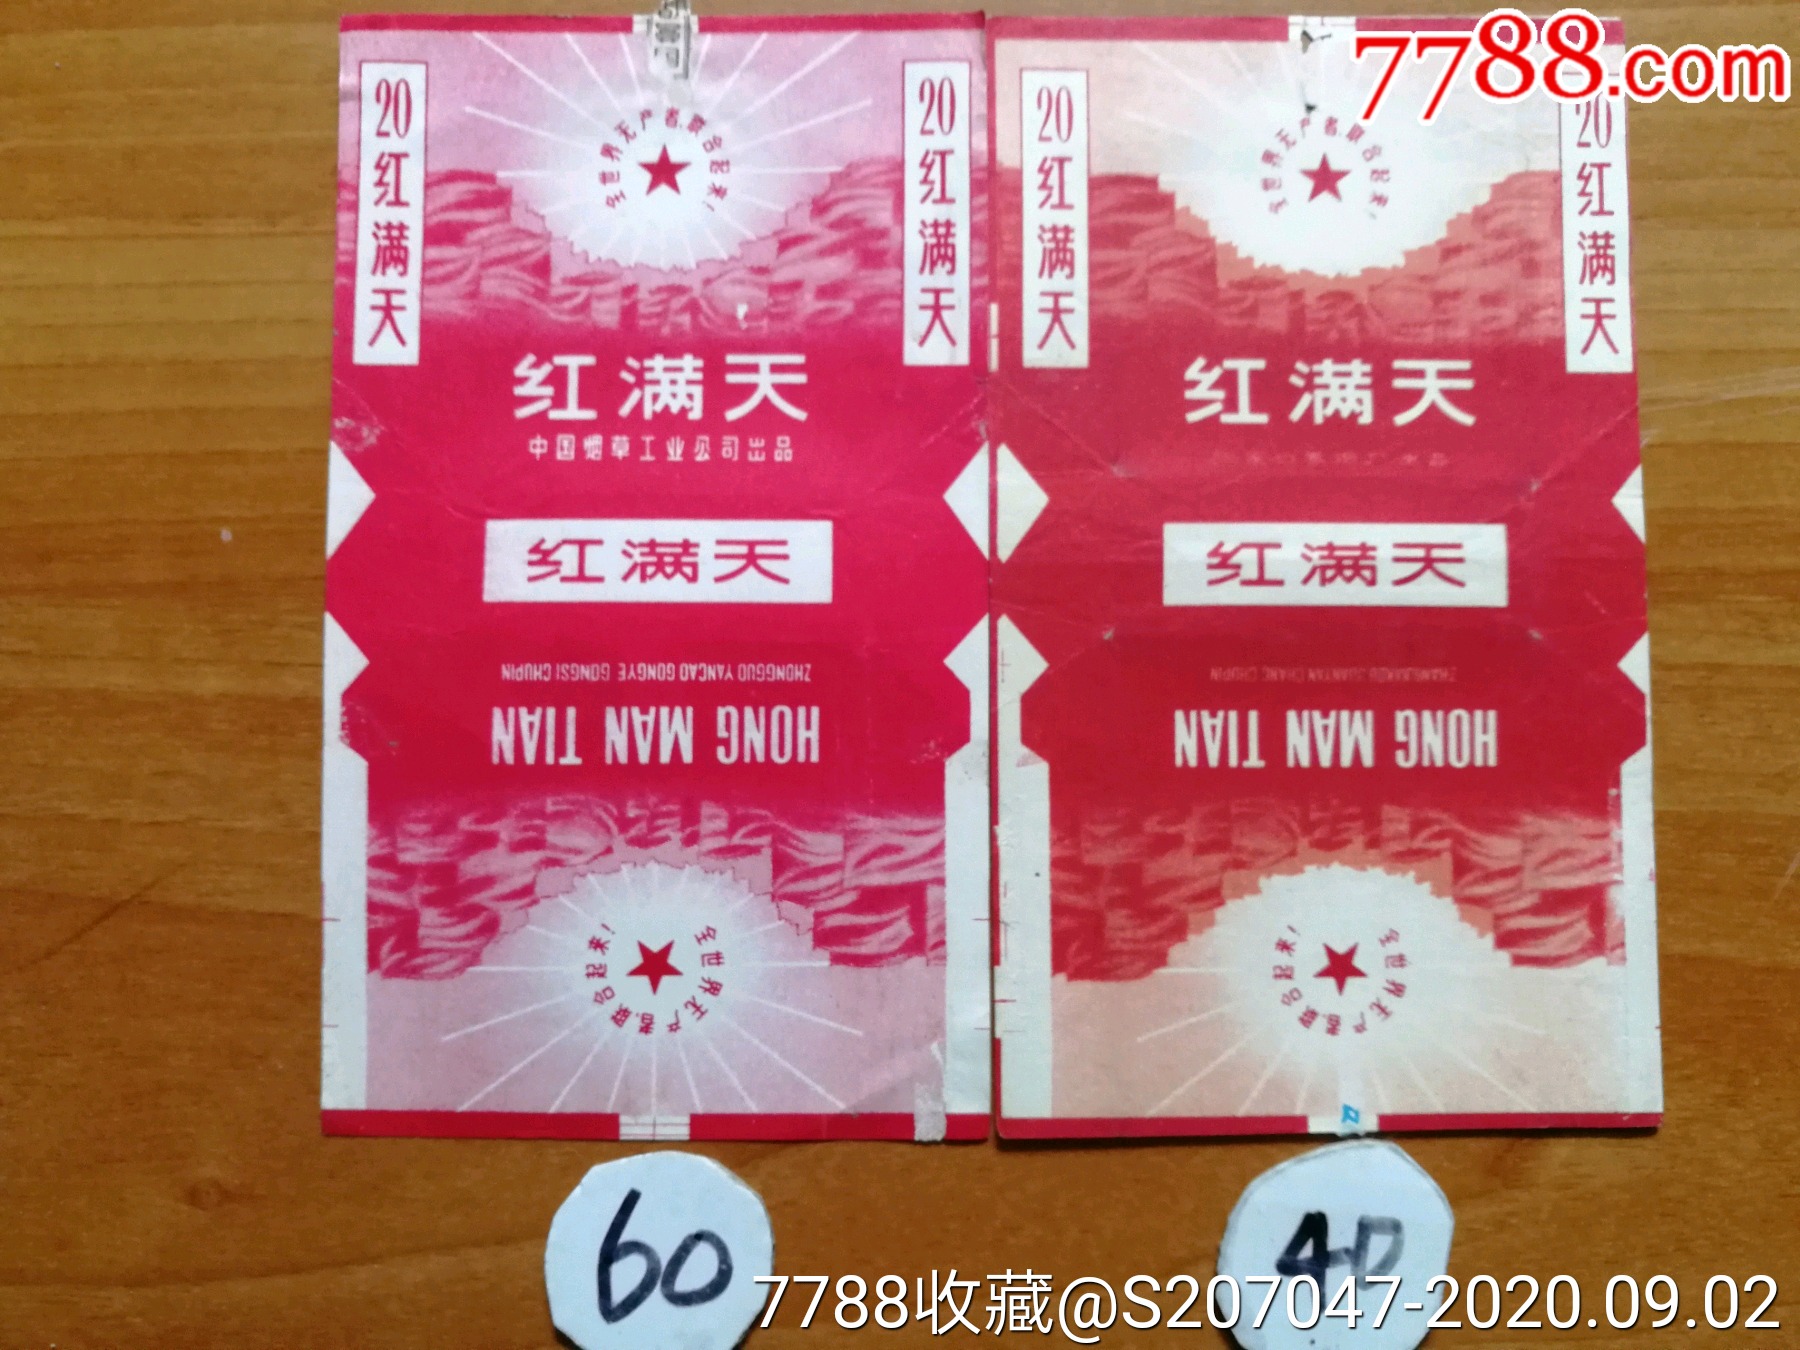 7788.com
20红满天
全世界无产者,联合起来!
20红满天
红满天
中国烟草工业公司出品
红满天
ZHONGGUO YANCAO GONGYE GONGSI CHUPIN
HONG MAN TIAN
全世界无产者,联合起来!
20红满天
全世界无产者,联合起来!
20红满天
红满天
红满天
ZHANGJIAKOU JUANYAN CHANG CHUPIN
HONG MAN TIAN
全世界无产者,联合起来!
60
40
7788收藏@S207047-2020.09.02